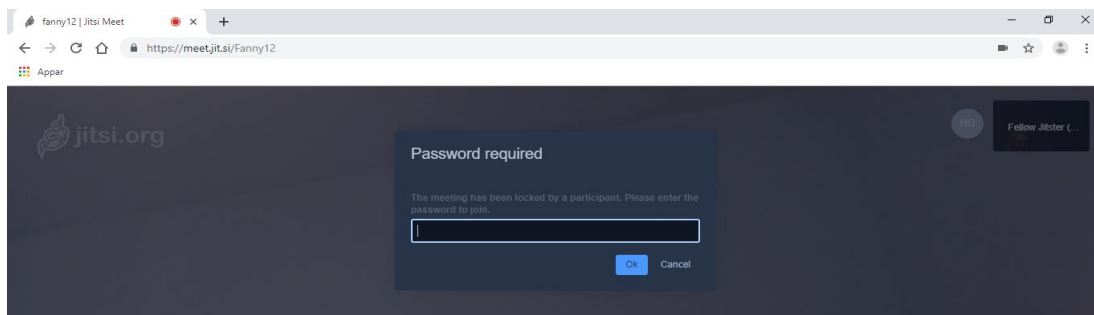 fanny12 | Jitsi Meet
https://meet.jit.si/Fanny12
Appar
jitsi.org
HD
Fellow Jitster (...
Password required
The meeting has been locked by a participant. Please enter the
password to join.
Ok Cancel